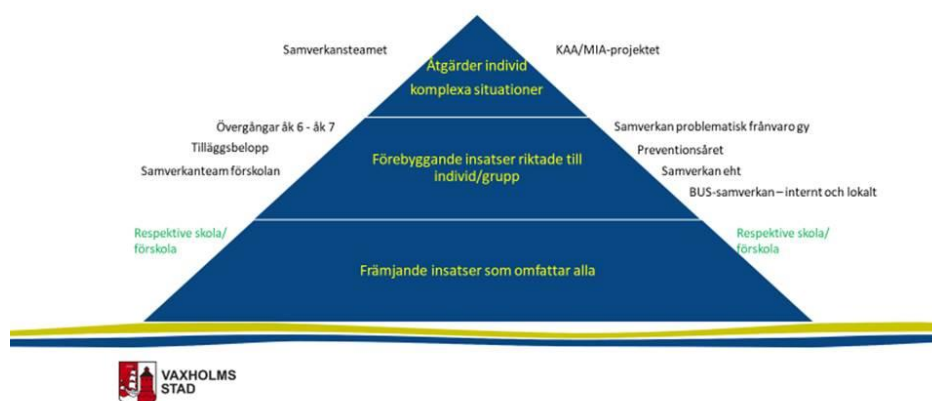 Samverkansteamet
KAA/MIA-projektet
Åtgärder individ
komplexa situationer
Övergångar åk 6 - åk 7
Tilläggsbelopp
Samverkanteam förskolan
Förebyggande insatser riktade till
individ/grupp
Samverkan problematisk frånvaro gy
Preventionsåret
Samverkan eht
BUS-samverkan – internt och lokalt
Respektive skola/
förskola
Främjande insatser som omfattar alla
Respektive skola/
förskola
VAXHOLMS
STAD